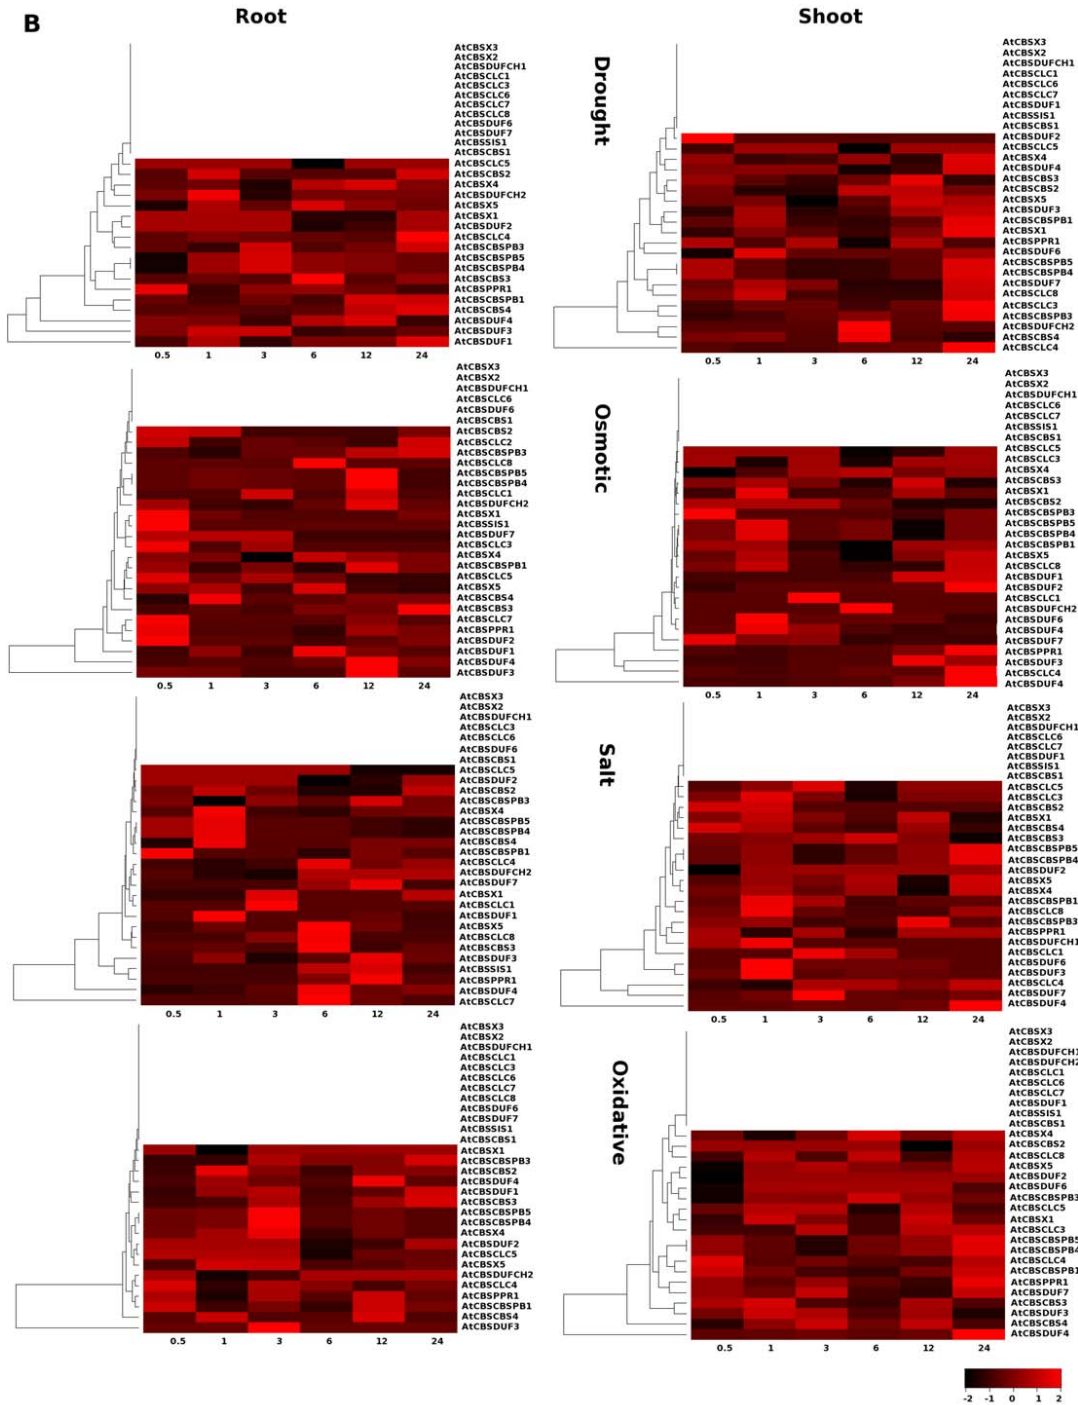 B
Root
Shoot
AtCBSX3
AtCBSX2
AtCBSDUFCH1
AtCBSCLC1
AtCBSCLC3
AtCBSCLC6
AtCBSCLC7
AtCBSCLC8
AtCBSDUF6
AtCBSDUF7
AtCBSSIS1
AtCBSCBS1
AtCBSCLC5
AtCBSCBS2
AtCBSX4
AtCBSDUFCH2
AtCBSX5
AtCBSX1
AtCBSDUF2
AtCBSCLC4
AtCBSCBSPB3
AtCBSCBSPB5
AtCBSCBSPB4
AtCBSCBS3
AtCBSPPR1
AtCBSCBSPB1
AtCBSCBS4
AtCBSDUF4
AtCBSDUF3
AtCBSDUF1
0.5 1 3 6 12 24
Drought
AtCBSX3
AtCBSX2
AtCBSDUFCH1
AtCBSCLC1
AtCBSCLC6
AtCBSCLC7
AtCBSDUF1
AtCBSSIS1
AtCBSCBS1
AtCBSDUF2
AtCBSCLC5
AtCBSX4
AtCBSDUF4
AtCBSCBS3
AtCBSCBS2
AtCBSX5
AtCBSDUF3
AtCBSCBSPB1
AtCBSX1
AtCBSPPR1
AtCBSDUF6
AtCBSCBSPB5
AtCBSCBSPB4
AtCBSDUF7
AtCBSCLC8
AtCBSCLC3
AtCBSCBSPB3
AtCBSDUFCH2
AtCBSCBS4
AtCBSCLC4
0.5 1 3 6 12 24
AtCBSX3
AtCBSX2
AtCBSDUFCH1
AtCBSCLC6
AtCBSDUF6
AtCBSCBS1
AtCBSCBS2
AtCBSCLC2
AtCBSCBSPB3
AtCBSCLC8
AtCBSCBSPB5
AtCBSCBSPB4
AtCBSCLC1
AtCBSDUFCH2
AtCBSX1
AtCBSSIS1
AtCBSDUF7
AtCBSCLC3
AtCBSX4
AtCBSCBSPB1
AtCBSCLC5
AtCBSX5
AtCBSCBS4
AtCBSCBS3
AtCBSCLC7
AtCBSPPR1
AtCBSDUF2
AtCBSDUF1
AtCBSDUF4
AtCBSDUF3
0.5 1 3 6 12 24
Osmotic
AtCBSX3
AtCBSX2
AtCBSDUFCH1
AtCBSCLC6
AtCBSCLC7
AtCBSSIS1
AtCBSCBS1
AtCBSCLC5
AtCBSCLC3
AtCBSX4
AtCBSCBS3
AtCBSX1
AtCBSCBS2
AtCBSCBSPB3
AtCBSCBSPB5
AtCBSCBSPB4
AtCBSCBSPB1
AtCBSX5
AtCBSCLC8
AtCBSDUF1
AtCBSDUF2
AtCBSCLC1
AtCBSDUFCH2
AtCBSDUF6
AtCBSDUF4
AtCBSDUF7
AtCBSPPR1
AtCBSDUF3
AtCBSCLC4
AtCBSDUF4
0.5 1 3 6 12 24
AtCBSX3
AtCBSX2
AtCBSDUFCH1
AtCBSCLC3
AtCBSCLC6
AtCBSDUF6
AtCBSCBS1
AtCBSCLC5
AtCBSDUF2
AtCBSCBS2
AtCBSCBSPB3
AtCBSX4
AtCBSCBSPB5
AtCBSCBSPB4
AtCBSCBS4
AtCBSCBSPB1
AtCBSCLC4
AtCBSDUFCH2
AtCBSDUF7
AtCBSX1
AtCBSCLC1
AtCBSDUF1
AtCBSX5
AtCBSCLC8
AtCBSCBS3
AtCBSDUF3
AtCBSSIS1
AtCBSPPR1
AtCBSDUF4
AtCBSCLC7
0.5 1 3 6 12 24
Salt
AtCBSX3
AtCBSX2
AtCBSDUFCH1
AtCBSCLC6
AtCBSCLC7
AtCBSDUF1
AtCBSSIS1
AtCBSCBS1
AtCBSCLC5
AtCBSCLC3
AtCBSCBS2
AtCBSX1
AtCBSCBS4
AtCBSCBS3
AtCBSCBSPB5
AtCBSCBSPB4
AtCBSDUF2
AtCBSX5
AtCBSX4
AtCBSCBSPB1
AtCBSCLC8
AtCBSCBSPB3
AtCBSPPR1
AtCBSDUFCH1
AtCBSCLC1
AtCBSDUF6
AtCBSDUF3
AtCBSCLC4
AtCBSDUF7
AtCBSDUF4
0.5 1 3 6 12 24
AtCBSX3
AtCBSX2
AtCBSDUFCH1
AtCBSCLC1
AtCBSCLC3
AtCBSCLC6
AtCBSCLC7
AtCBSCLC8
AtCBSDUF6
AtCBSDUF7
AtCBSSIS1
AtCBSCBS1
AtCBSX1
AtCBSCBSPB3
AtCBSCBS2
AtCBSDUF4
AtCBSDUF1
AtCBSCBS3
AtCBSCBSPB5
AtCBSCBSPB4
AtCBSX4
AtCBSDUF2
AtCBSCLC5
AtCBSX5
AtCBSDUFCH2
AtCBSCLC4
AtCBSPPR1
AtCBSCBSPB1
AtCBSCBS4
AtCBSDUF3
0.5 1 3 6 12 24
Oxidative
AtCBSX3
AtCBSX2
AtCBSDUFCH1
AtCBSDUFCH2
AtCBSCLC1
AtCBSCLC6
AtCBSCLC7
AtCBSDUF1
AtCBSSIS1
AtCBSCBS1
AtCBSX4
AtCBSCBS2
AtCBSCLC8
AtCBSX5
AtCBSDUF2
AtCBSDUF6
AtCBSCBSPB3
AtCBSCLC5
AtCBSX1
AtCBSCLC3
AtCBSCBSPB5
AtCBSCBSPB4
AtCBSCLC4
AtCBSCBSPB1
AtCBSPPR1
AtCBSDUF7
AtCBSCBS3
AtCBSDUF3
AtCBSCBS4
AtCBSDUF4
0.5 1 3 6 12 24
-2 -1 0 1 2